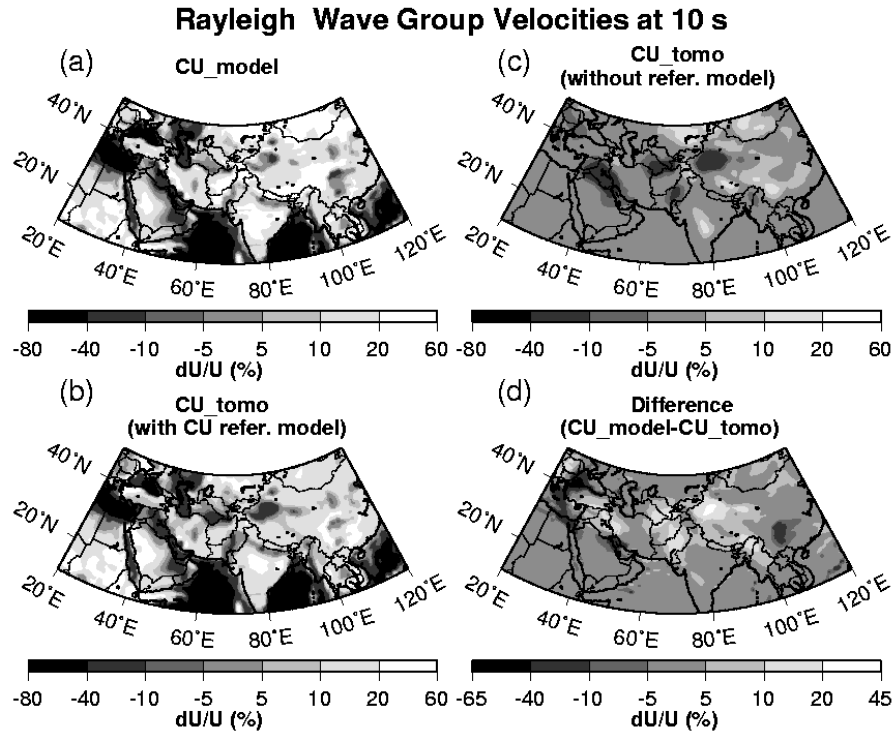 Rayleigh Wave Group Velocities at 10 s
(a)
CU_model
40°N
20°N
20°E
40°E
60°E
80°E
100°E
120°E
-80 -40 -10 -5 5 10 20 60
dU/U (%)
(c)
CU_tomo
(without refer. model)
40°N
20°N
20°E
40°E
60°E
80°E
100°E
120°E
-80 -40 -10 -5 5 10 20 60
dU/U (%)
(b)
CU_tomo
(with CU refer. model)
40°N
20°N
20°E
40°E
60°E
80°E
100°E
120°E
-80 -40 -10 -5 5 10 20 60
dU/U (%)
(d)
Difference
(CU_model-CU_tomo)
40°N
20°N
20°E
40°E
60°E
80°E
100°E
120°E
-65 -40 -10 -5 5 10 20 45
dU/U (%)